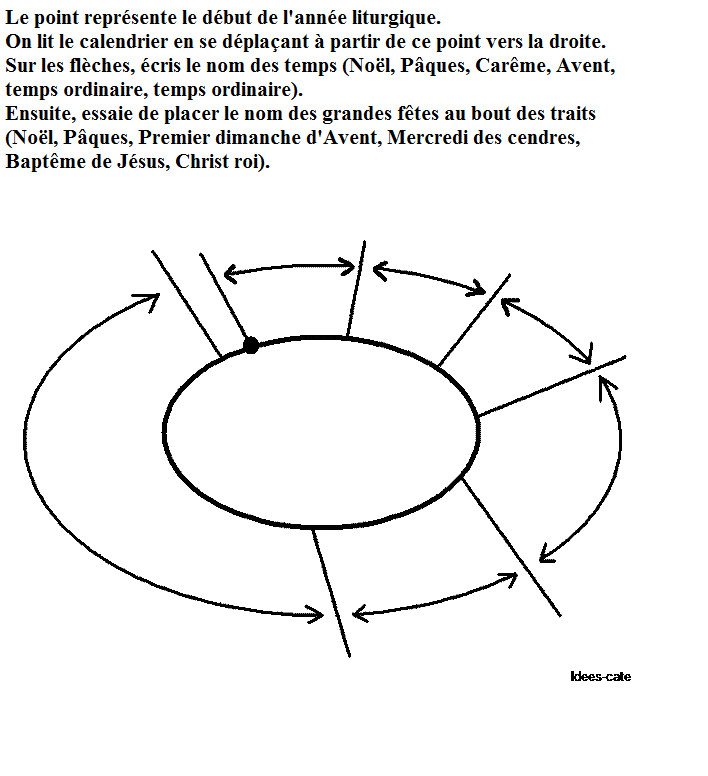 Le point représente le début de l'année liturgique.
On lit le calendrier en se déplaçant à partir de ce point vers la droite.
Sur les flèches, écris le nom des temps (Noël, Pâques, Carême, Avent,
temps ordinaire, temps ordinaire).
Ensuite, essaie de placer le nom des grandes fêtes au bout des traits
(Noël, Pâques, Premier dimanche d'Avent, Mercredi des cendres,
Baptême de Jésus, Christ roi).
Idees-cate